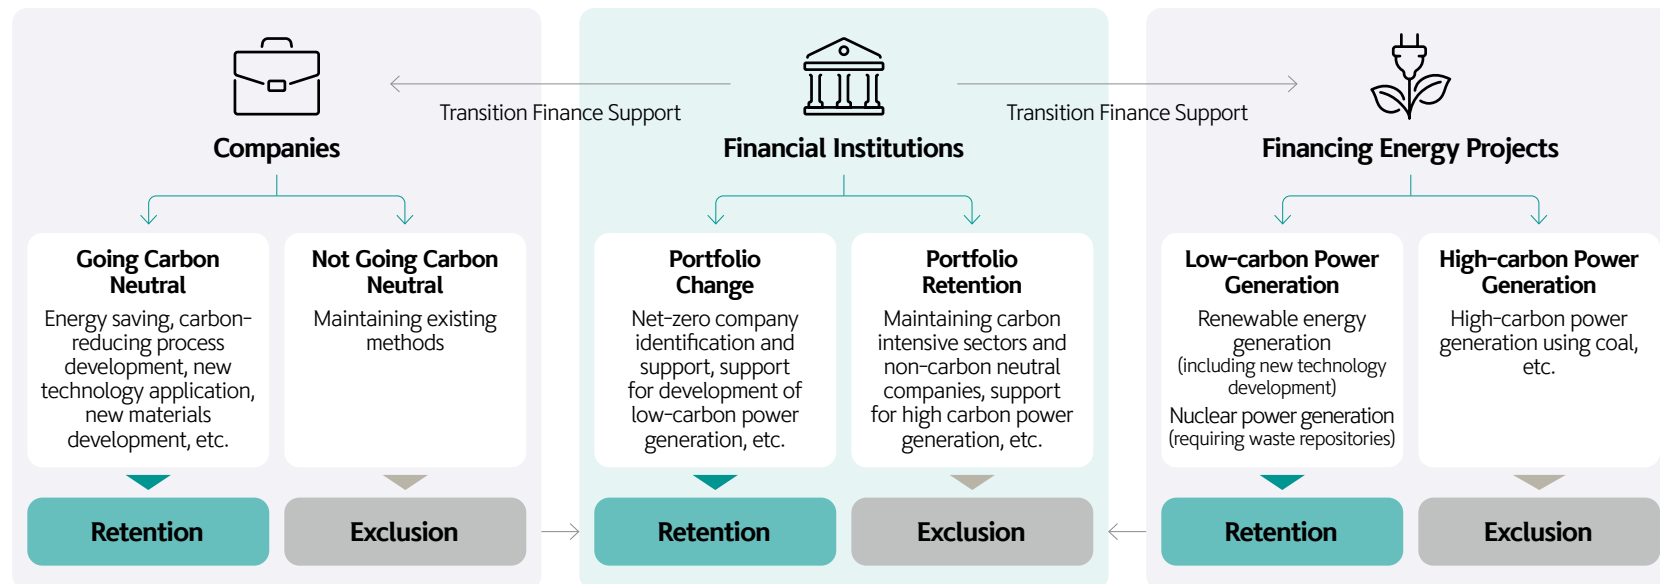 Transition Finance Support
Transition Finance Support
Companies
Financial Institutions
Financing Energy Projects
Going Carbon
Neutral
Energy saving, carbon-
reducing process
development, new
technology application,
new materials
development, etc.
Not Going Carbon
Neutral
Maintaining existing
methods
Portfolio
Change
Net-zero company
identification and
support, support
for development of
low-carbon power
generation, etc.
Portfolio
Retention
Maintaining carbon
intensive sectors and
non-carbon neutral
companies, support
for high carbon power
generation, etc.
Low-carbon Power
Generation
Renewable energy
generation
(including new technology
development)
Nuclear power generation
(requiring waste repositories)
High-carbon Power
Generation
High-carbon power
generation using coal,
etc.
Retention
Exclusion
Retention
Exclusion
Retention
Exclusion